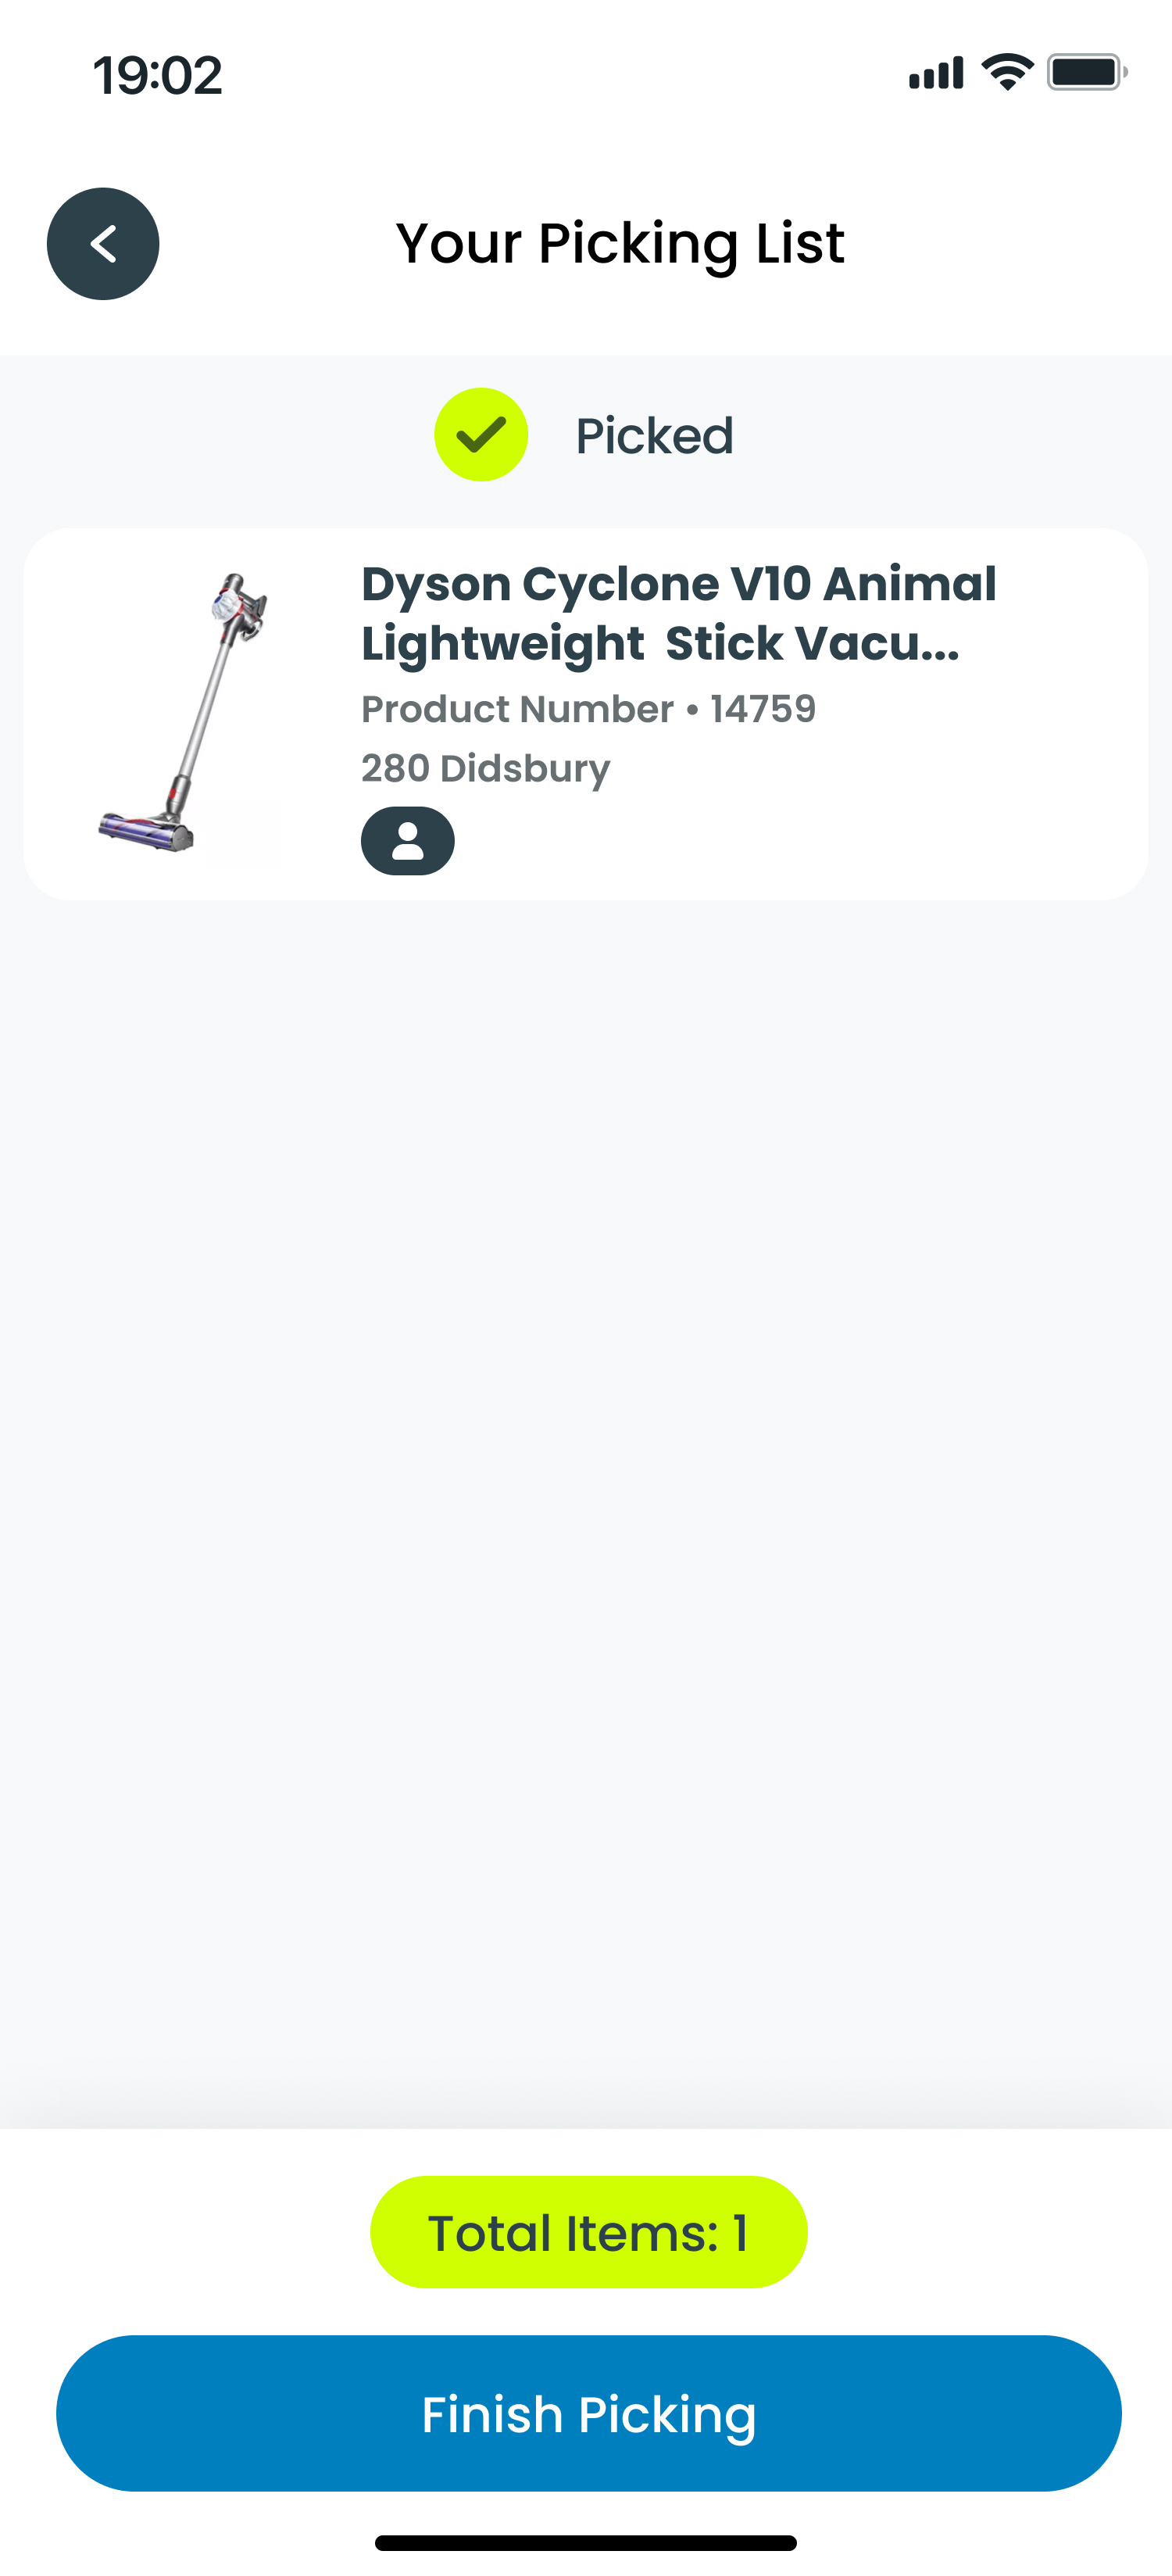 19:02
Your Picking List
Picked
Dyson Cyclone V10 Animal
Lightweight  Stick Vacu...
Product Number • 14759
280 Didsbury
Total Items: 1
Finish Picking